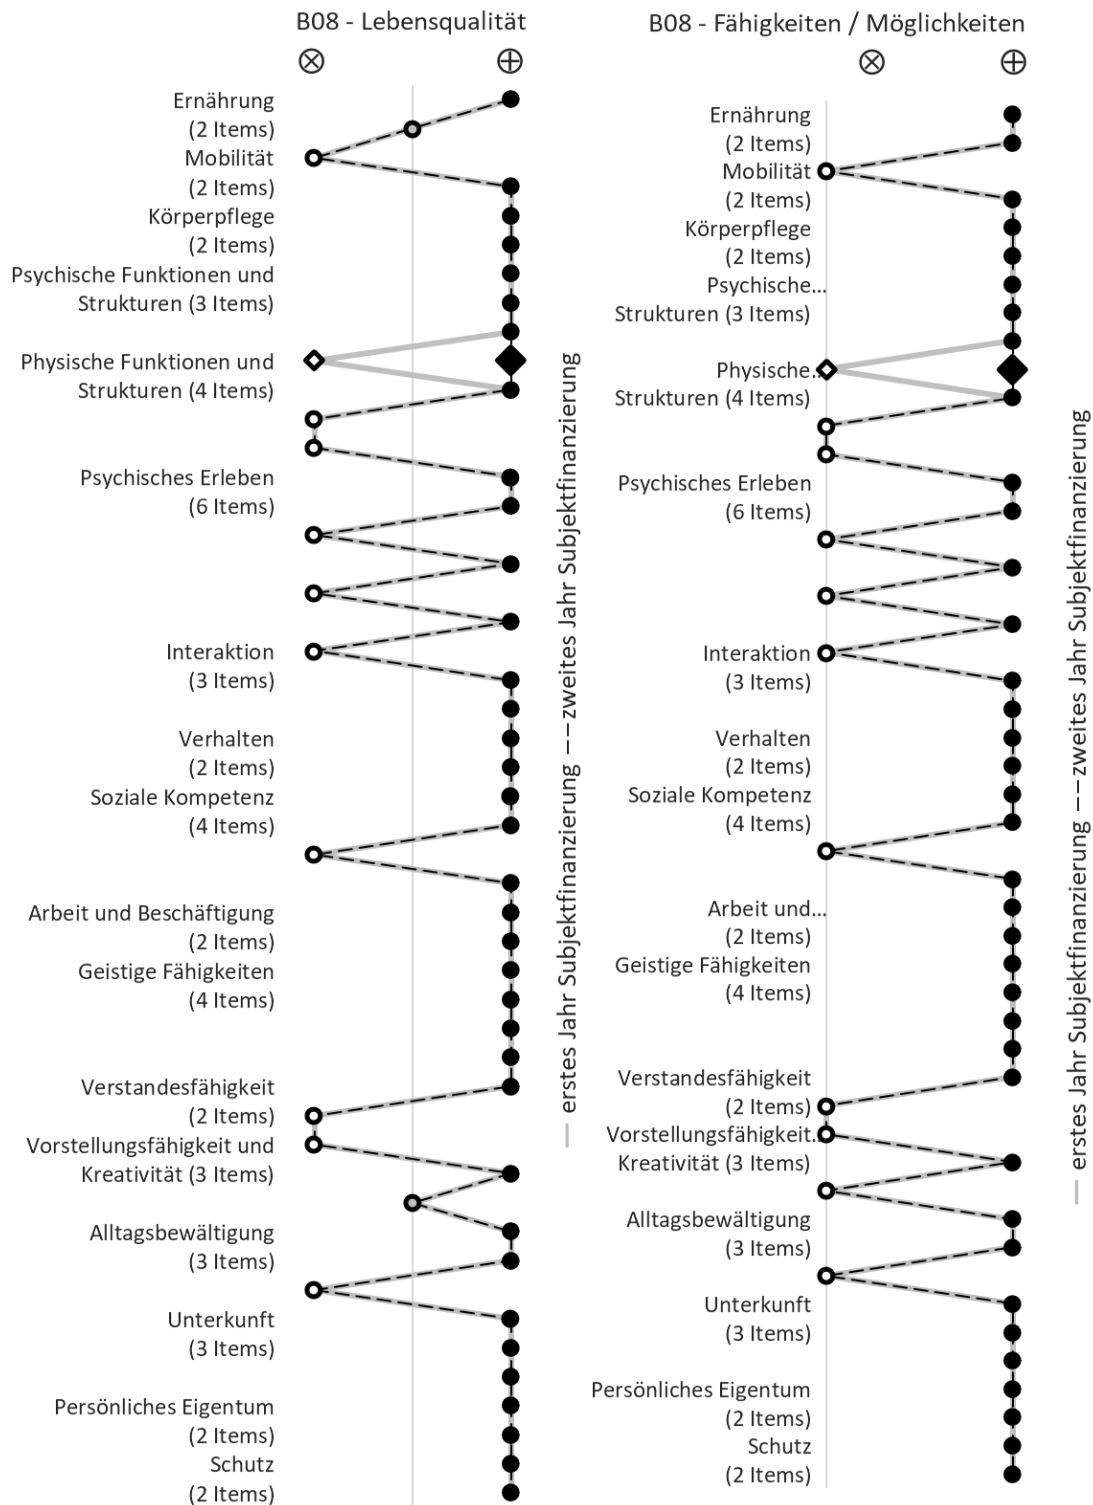 B08 - Lebensqualität
Ernährung
(2 Items)
Mobilität
(2 Items)
Körperpflege
(2 Items)
Psychische Funktionen und
Strukturen (3 Items)
Physische Funktionen und
Strukturen (4 Items)
Psychisches Erleben
(6 Items)
Interaktion
(3 Items)
Verhalten
(2 Items)
Soziale Kompetenz
(4 Items)
Arbeit und Beschäftigung
(2 Items)
Geistige Fähigkeiten
(4 Items)
Verstandesfähigkeit
(2 Items)
Vorstellungsfähigkeit und
Kreativität (3 Items)
Alltagsbewältigung
(3 Items)
Unterkunft
(3 Items)
Persönliches Eigentum
(2 Items)
Schutz
(2 Items)
erstes Jahr Subjektfinanzierung zweites Jahr Subjektfinanzierung
B08 - Fähigkeiten / Möglichkeiten
Ernährung
(2 Items)
Mobilität
(2 Items)
Körperpflege
(2 Items)
Psychische...
Strukturen (3 Items)
Physische...
Strukturen (4 Items)
Psychisches Erleben
(6 Items)
Interaktion
(3 Items)
Verhalten
(2 Items)
Soziale Kompetenz
(4 Items)
Arbeit und...
(2 Items)
Geistige Fähigkeiten
(4 Items)
Verstandesfähigkeit
(2 Items)
Vorstellungsfähigkeit...
Kreativität (3 Items)
Alltagsbewältigung
(3 Items)
Unterkunft
(3 Items)
Persönliches Eigentum
(2 Items)
Schutz
(2 Items)
erstes Jahr Subjektfinanzierung zweites Jahr Subjektfinanzierung